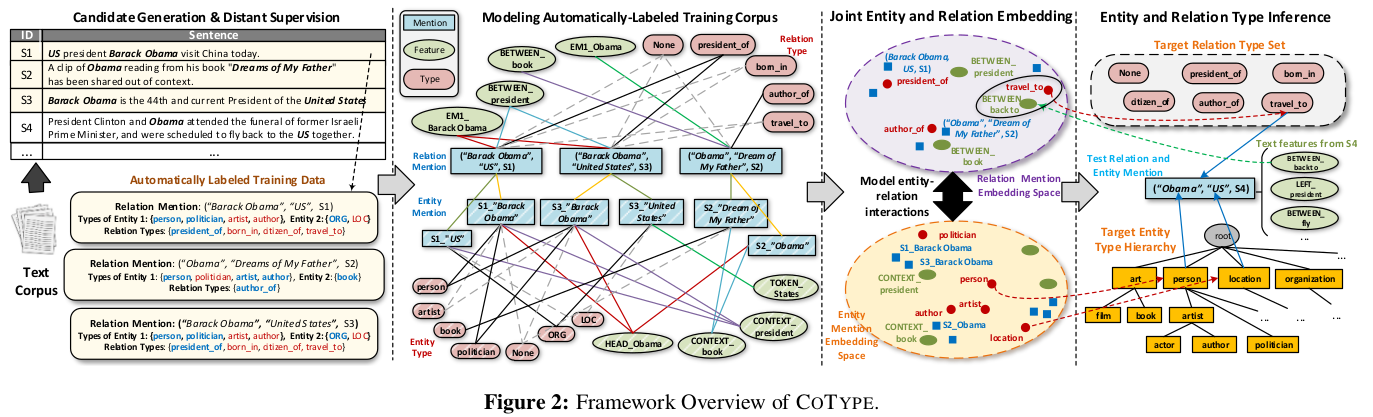 Candidate Generation & Distant Supervision
ID Sentence
S1 US president Barack Obama visit China today.
S2 A clip of Obama reading from his book "Dreams of My Father"
has been shared out of context.
S3 Barack Obama is the 44th and current President of the United State
S4 President Clinton and Obama attended the funeral of former Israeli
Prime Minister, and were scheduled to fly back to the US together.
... ...
Automatically Labeled Training Data
Relation Mention: ("Barack Obama", "US", S1)
Types of Entity 1: {person, politician, artist, author}, Entity 2: {ORG, LOC}
Relation Types: {president_of, born_in, citizen_of, travel_to}
Relation Mention: ("Obama", "Dreams of My Father", S2)
Types of Entity 1: {person, politician, artist, author}, Entity 2: {book}
Relation Types: {author_of}
Relation Mention: ("Barack Obama", "United States", S3)
Types of Entity 1: {person, politician, artist, author}, Entity 2: {ORG, LOC}
Relation Types: {president_of, born_in, citizen_of, travel_to}
Text
Corpus
Modeling Automatically-Labeled Training Corpus
Mention
Feature
Type
BETWEEN_
book
EM1_Obama
None
president_of
Relation
Type
born_in
BETWEEN_
president
author_of
EM1_
Barack Obama
travel_to
Relation
Mention
("Barack Obama",
"US", S1)
("Barack Obama",
"United States", S3)
("Obama", "Dream of
My Father", S2)
Entity
Mention
S1_"Barack
Obama"
S3_"Barack
Obama"
S3_"United
States"
S2_"Dream of
My Father"
S1_"US"
S2_"Obama"
person
artist
book
politician
None
ORG
LOC
Entity
Type
HEAD_Obama
CONTEXT_
book
CONTEXT_
president
TOKEN_
States
Joint Entity and Relation Embedding
(Barack Obama,
US, S1)
BETWEEN_
president
president_of
travel_to
BETWEEN_
back to
author_of
("Obama", "Dream of
My Father", S2)
BETWEEN_
book
Relation Mention
Embedding Space
Model entity-
relation
interactions
politician
S1_Barack Obama
S3_Barack Obama
CONTEXT_
president
person
artist
author
S2_Obama
CONTEXT_
book
location
Entity
Mention
Embedding
Space
Entity and Relation Type Inference
Target Relation Type Set
None
president_of
born_in
citizen_of
author_of
travel_to
Text features from S4
Test Relation and
Entity Mention
("Obama", "US", S4)
BETWEEN_
back to
LEFT_
president
BETWEEN_
fly
...
Target Entity
Type Hierarchy
root
...
art
person
location
organization
film
book
artist
...
...
...
actor
author
politician
Figure 2: Framework Overview of COTYPE.